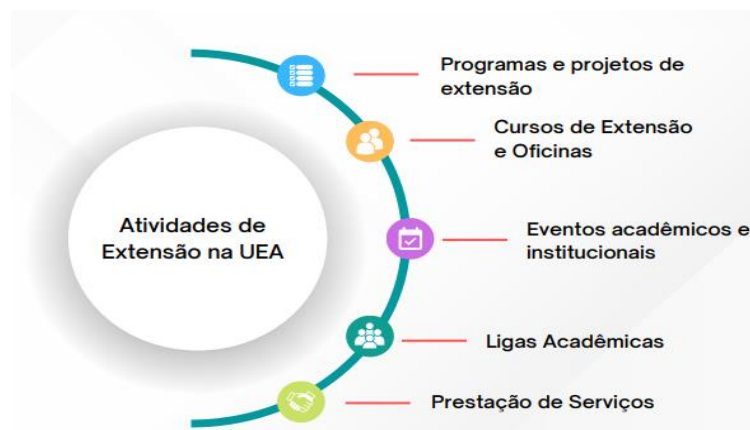 Programas e projetos de
extensão
Cursos de Extensão
e Oficinas
Atividades de
Extensão na UEA
Eventos acadêmicos e
institucionais
Ligas Acadêmicas
Prestação de Serviços